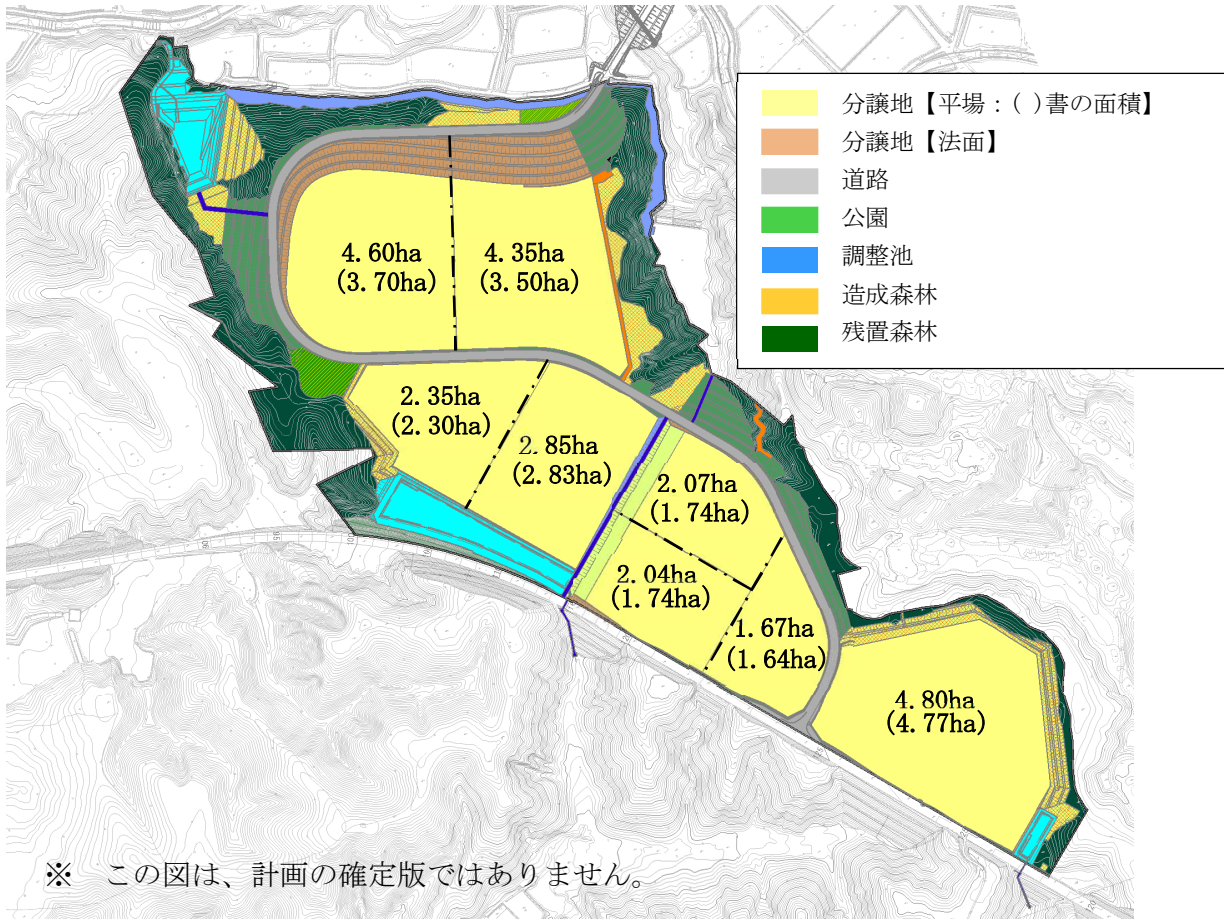 分譲地【平場：( )書の面積】
分譲地【法面】
道路
公園
調整池
造成森林
残置森林
4.60ha
(3.70ha)
4.35ha
(3.50ha)
2.35ha
(2.30ha)
2.85ha
(2.83ha)
2.07ha
(1.74ha)
2.04ha
(1.74ha)
1.67ha
(1.64ha)
4.80ha
(4.77ha)
※　この図は、計画の確定版ではありません。